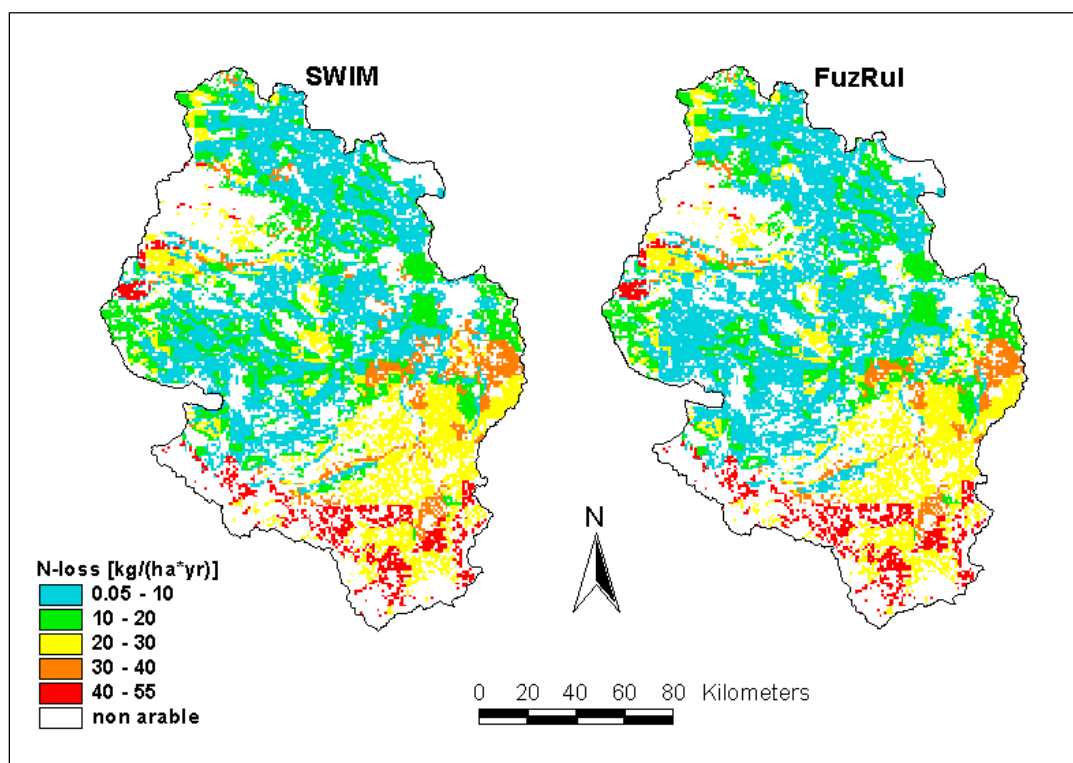 SWIM
FuzRul
N
N-loss [kg/(ha*yr)]
0.05 - 10
10 - 20
20 - 30
30 - 40
40 - 55
non arable
0 20 40 60 80 Kilometers